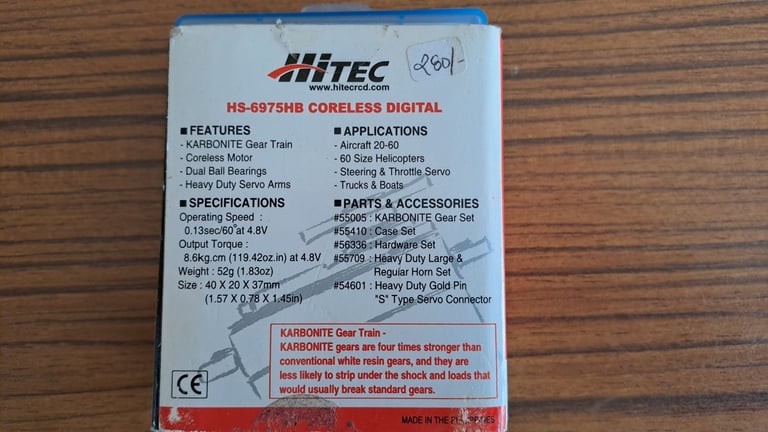 HiTEC
www.hitecrcd.com
280/-
HS-6975HB CORELESS DIGITAL
■ FEATURES
- KARBONITE Gear Train
- Coreless Motor
- Dual Ball Bearings
- Heavy Duty Servo Arms
■ SPECIFICATIONS
Operating Speed :
0.13sec/60°at 4.8V
Output Torque :
8.6kg.cm (119.42oz.in) at 4.8V
Weight : 52g (1.83oz)
Size : 40 X 20 X 37mm
(1.57 X 0.78 X 1.45in)
■ APPLICATIONS
- Aircraft 20-60
- 60 Size Helicopters
- Steering & Throttle Servo
- Trucks & Boats
■ PARTS & ACCESSORIES
#55005 : KARBONITE Gear Set
#55410 : Case Set
#56336 : Hardware Set
#55709 : Heavy Duty Large &
Regular Horn Set
#54601 : Heavy Duty Gold Pin
"S" Type Servo Connector
KARBONITE Gear Train -
KARBONITE gears are four times stronger than
conventional white resin gears, and they are
less likely to strip under the shock and loads that
would usually break standard gears.
CE
MADE IN THE